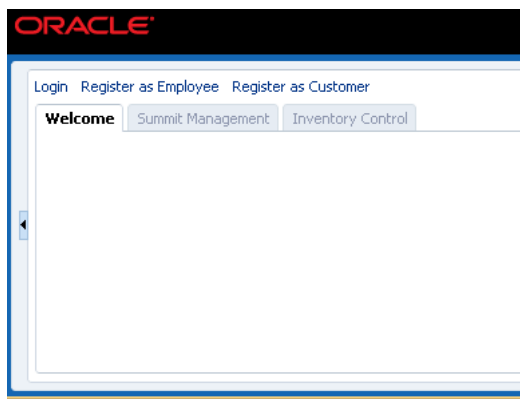 ORACLE
Login Register as Employee Register as Customer
Welcome Summit Management Inventory Control